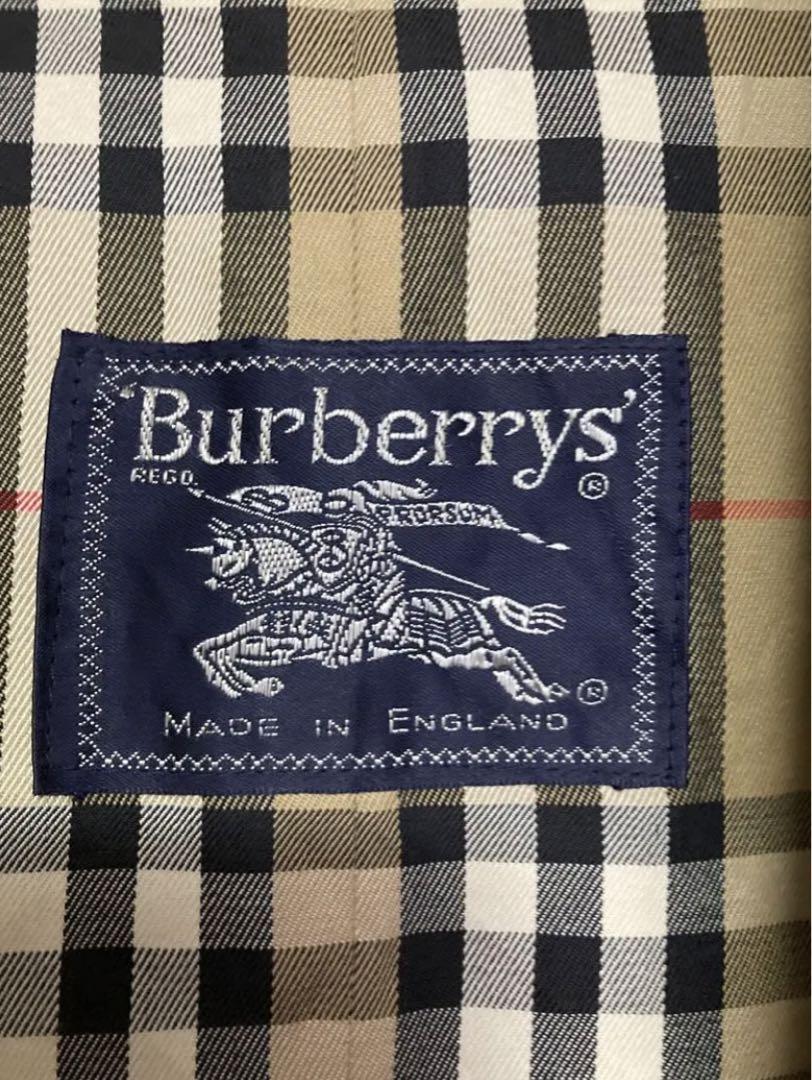 'Burberrys'
REGD.
®
PRORSUM
®
MADE IN ENGLAND